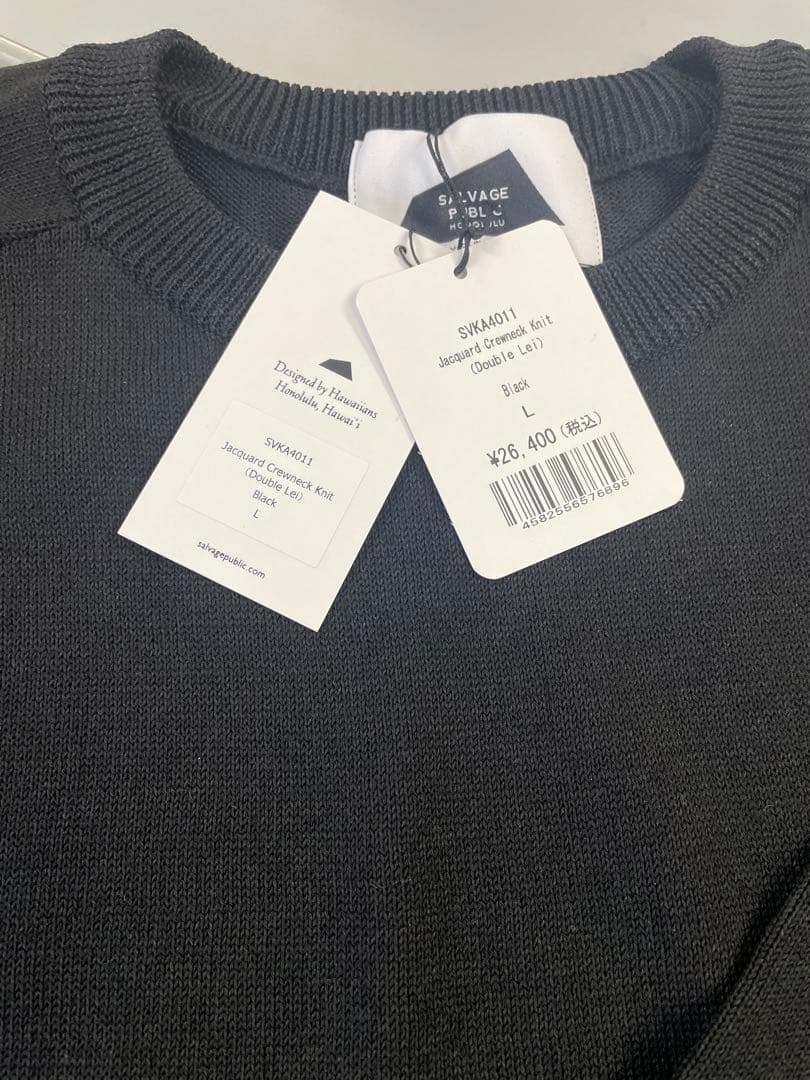 SALVAGE
PUBLIC
HONOLULU
Designed by Hawaiians
Honolulu, Hawai'i
SVKA4011
Jacquard Crewneck Knit
(Double Lei)
Black
L
salvagepublic.com
SVKA4011
Jacquard Crewneck Knit
(Double Lei)
Black
L
¥26,400(税込)
4582556576896